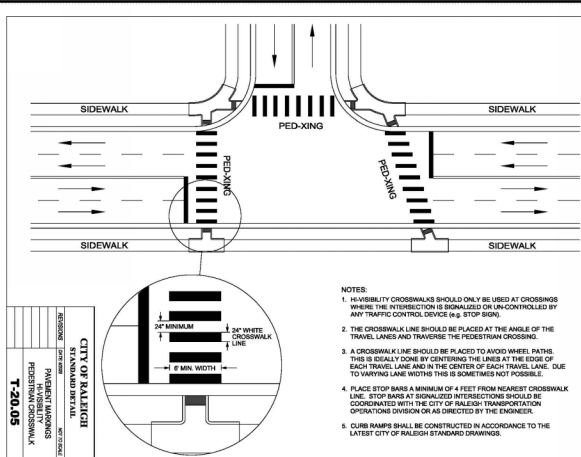 SIDEWALK
SIDEWALK
PED-XING
PED-XING
PED-XING
SIDEWALK
SIDEWALK
24" MINIMUM
24" WHITE
CROSSWALK
LINE
6' MIN. WIDTH
NOTES:
1. HI-VISIBILITY CROSSWALKS SHOULD ONLY BE USED AT CROSSINGS
WHERE THE INTERSECTION IS SIGNALIZED OR UN-CONTROLLED BY
ANY TRAFFIC CONTROL DEVICE (e.g. STOP SIGN).
2. THE CROSSWALK LINE SHOULD BE PLACED AT THE ANGLE OF THE
TRAVEL LANES AND TRAVERSE THE PEDESTRIAN CROSSING.
3. A CROSSWALK LINE SHOULD BE PLACED TO AVOID WHEEL PATHS.
THIS IS IDEALLY DONE BY CENTERING THE LINES AT THE EDGE OF
EACH TRAVEL LANE AND IN THE CENTER OF EACH TRAVEL LANE. DUE
TO VARYING LANE WIDTHS THIS IS SOMETIMES NOT POSSIBLE.
4. PLACE STOP BARS A MINIMUM OF 4 FEET FROM NEAREST CROSSWALK
LINE. STOP BARS AT SIGNALIZED INTERSECTIONS SHOULD BE
COORDINATED WITH THE CITY OF RALEIGH TRANSPORTATION
OPERATIONS DIVISION OR AS DIRECTED BY THE ENGINEER.
5. CURB RAMPS SHALL BE CONSTRUCTED IN ACCORDANCE TO THE
LATEST CITY OF RALEIGH STANDARD DRAWINGS.
CITY OF RALEIGH
STANDARD DETAIL
REVISIONS
NOT TO SCALE
PAVEMENT MARKINGS
HI-VISIBILITY
PEDESTRIAN CROSSWALK
T-20.05